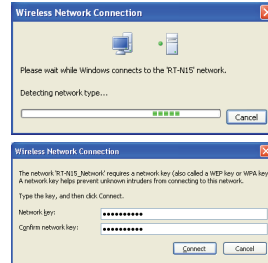 Wireless Network Connection
Please wait while Windows connects to the 'RT-N15' network.
Detecting network type...
Cancel
Wireless Network Connection
The network 'RT-N15_Network' requires a network key (also called a WEP key or WPA key
A network key helps prevent unknown intruders from connecting to this network.
Type the key, and then click Connect.
Network key:
Confirm network key:
Connect
Cancel